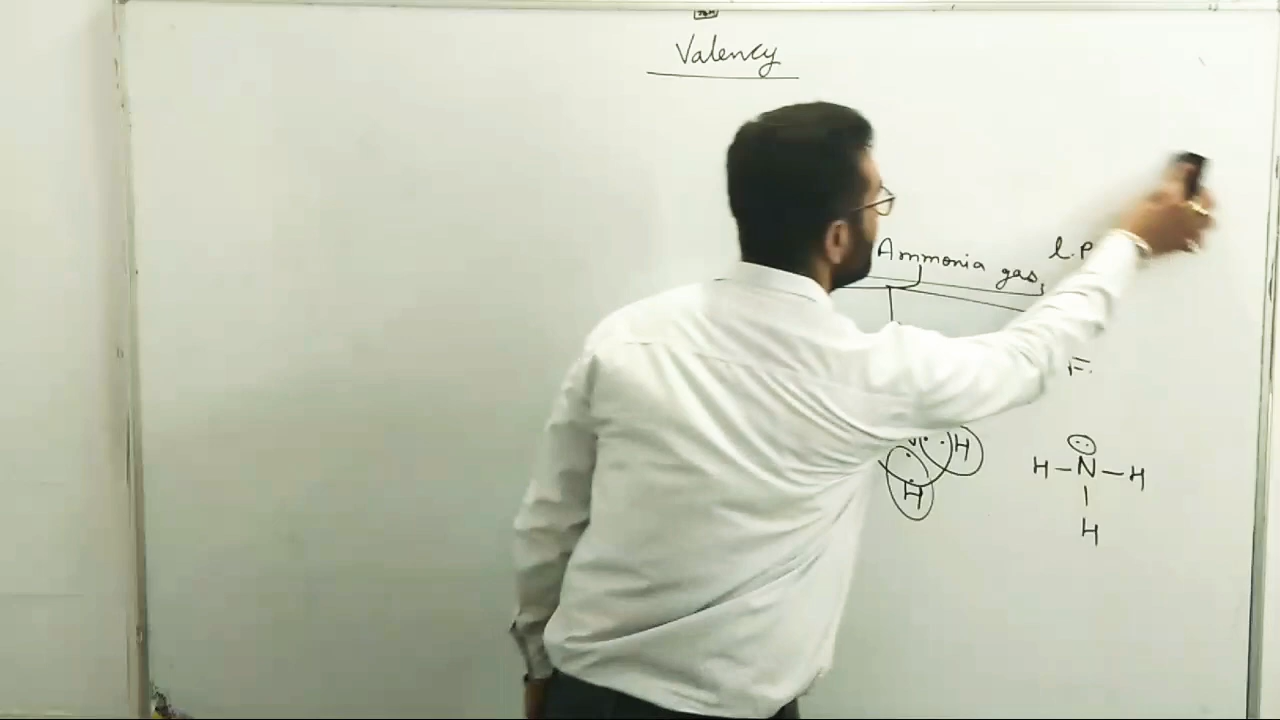 Valency
Ammonia gas, l.P
F.
H
H
H–N–H
H